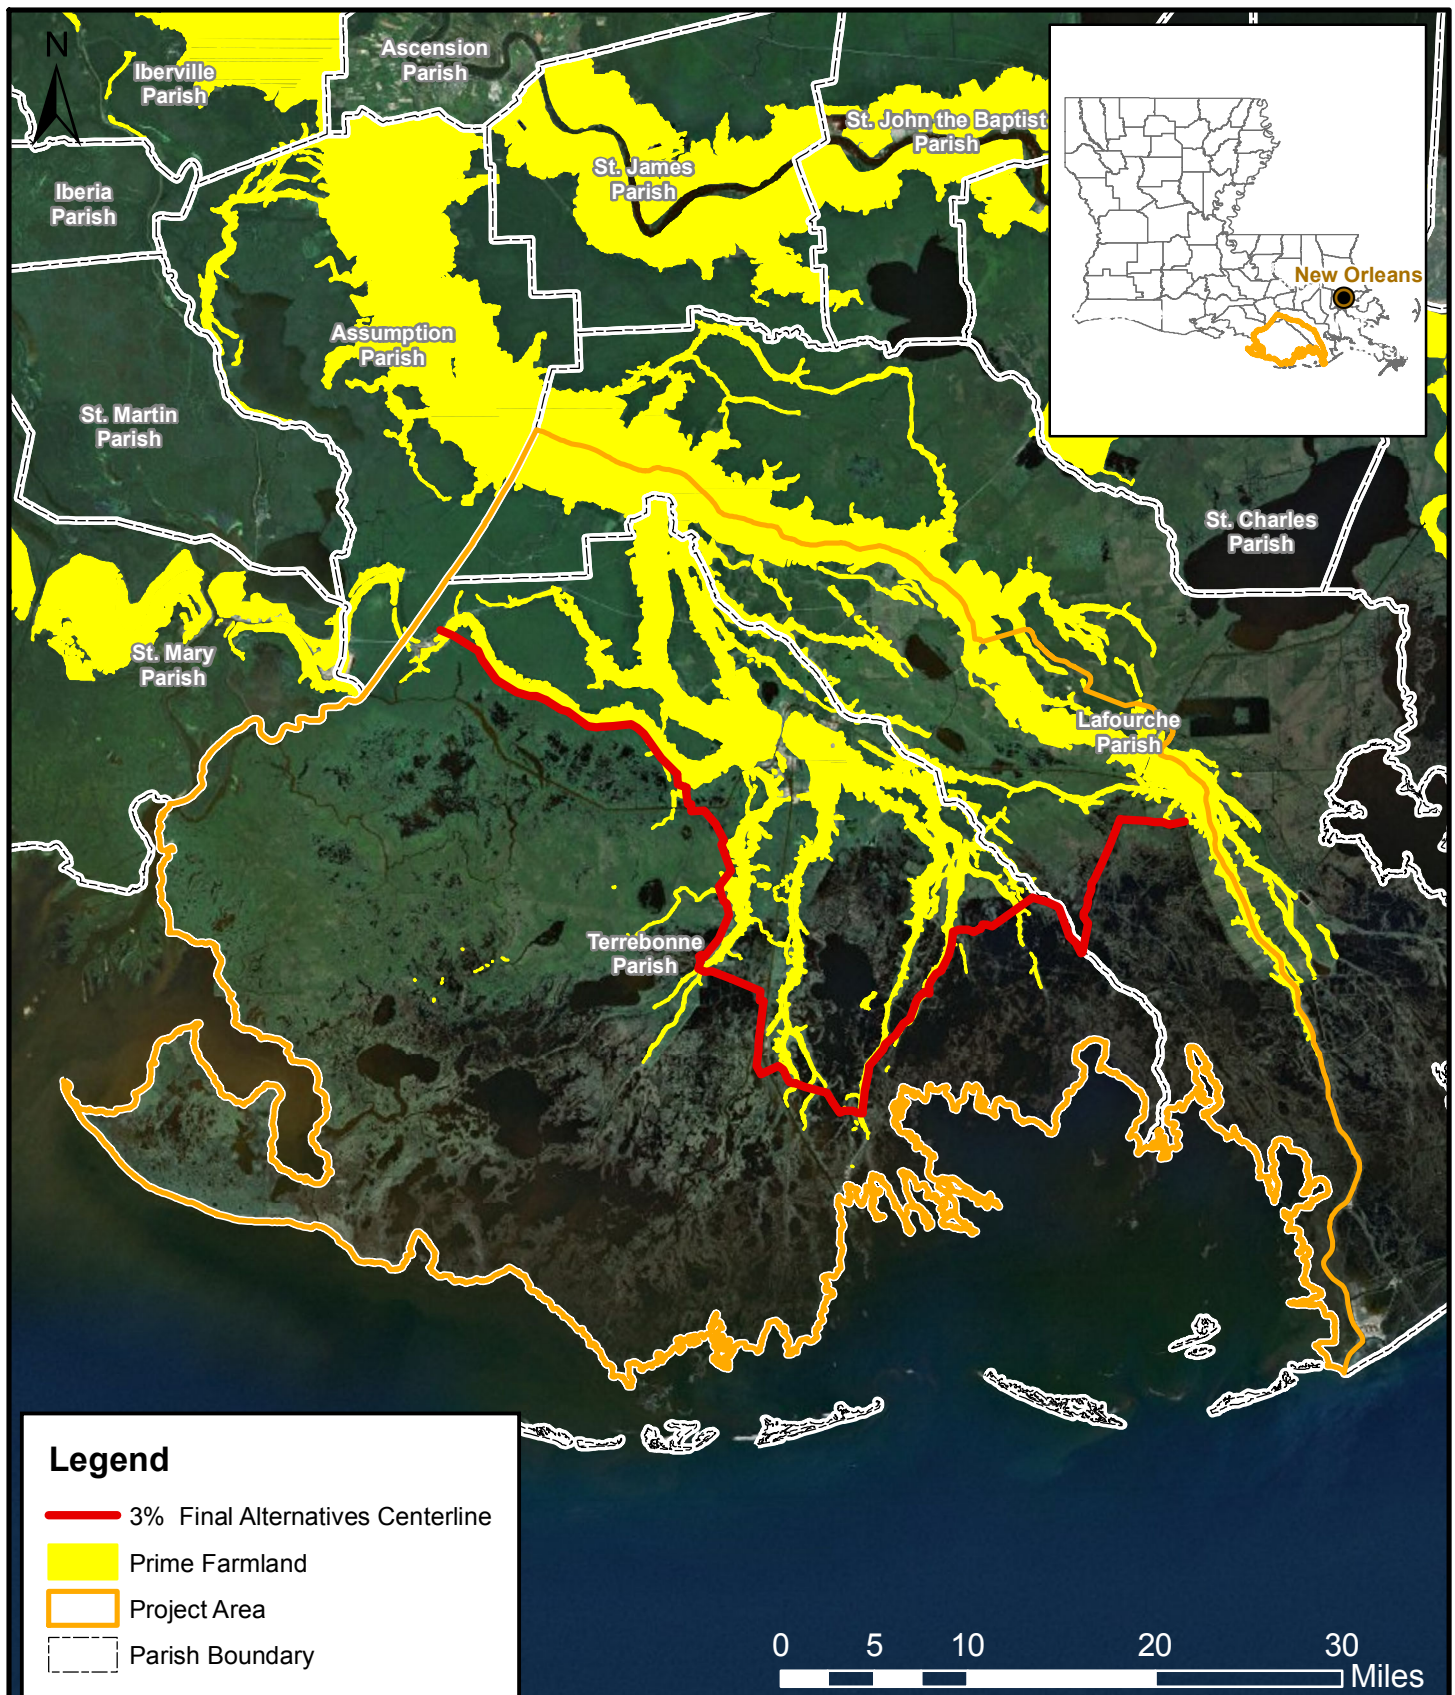 N
Iberville
Parish
Ascension
Parish
St. John the Baptist
Parish
St. James
Parish
Iberia
Parish
New Orleans
Assumption
Parish
St. Martin
Parish
St. Charles
Parish
St. Mary
Parish
Lafourche
Parish
Terrebonne
Parish
Legend
3% Final Alternatives Centerline
Prime Farmland
Project Area
Parish Boundary
0 5 10 20 30
Miles